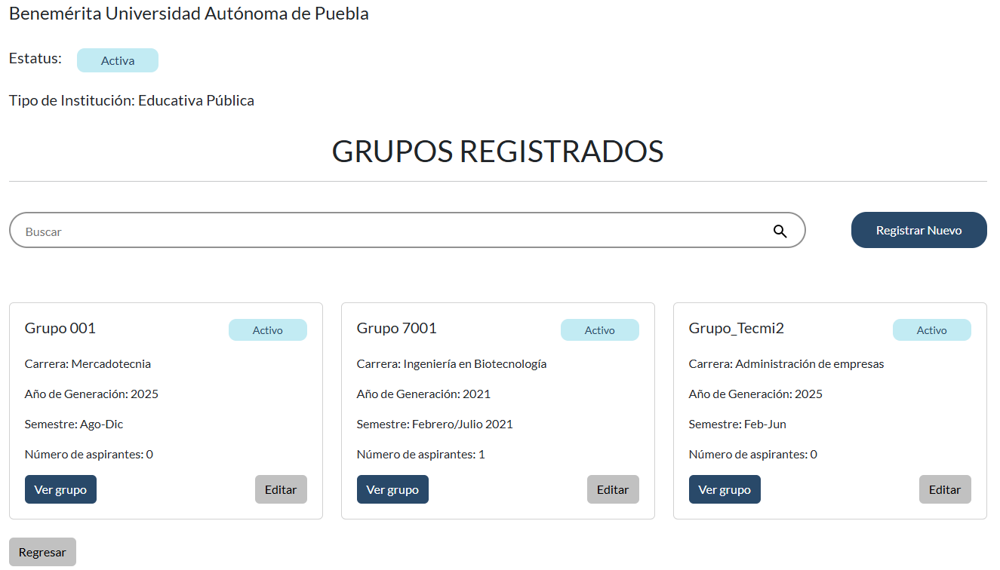 Benemérita Universidad Autónoma de Puebla
Estatus: Activa
Tipo de Institución: Educativa Pública
GRUPOS REGISTRADOS
Buscar
Registrar Nuevo
Grupo 001
Activo
Carrera: Mercadotecnia
Año de Generación: 2025
Semestre: Ago-Dic
Número de aspirantes: 0
Ver grupo
Editar
Grupo 7001
Activo
Carrera: Ingeniería en Biotecnología
Año de Generación: 2021
Semestre: Febrero/Julio 2021
Número de aspirantes: 1
Ver grupo
Editar
Grupo_Tecmi2
Activo
Carrera: Administración de empresas
Año de Generación: 2025
Semestre: Feb-Jun
Número de aspirantes: 0
Ver grupo
Editar
Regresar